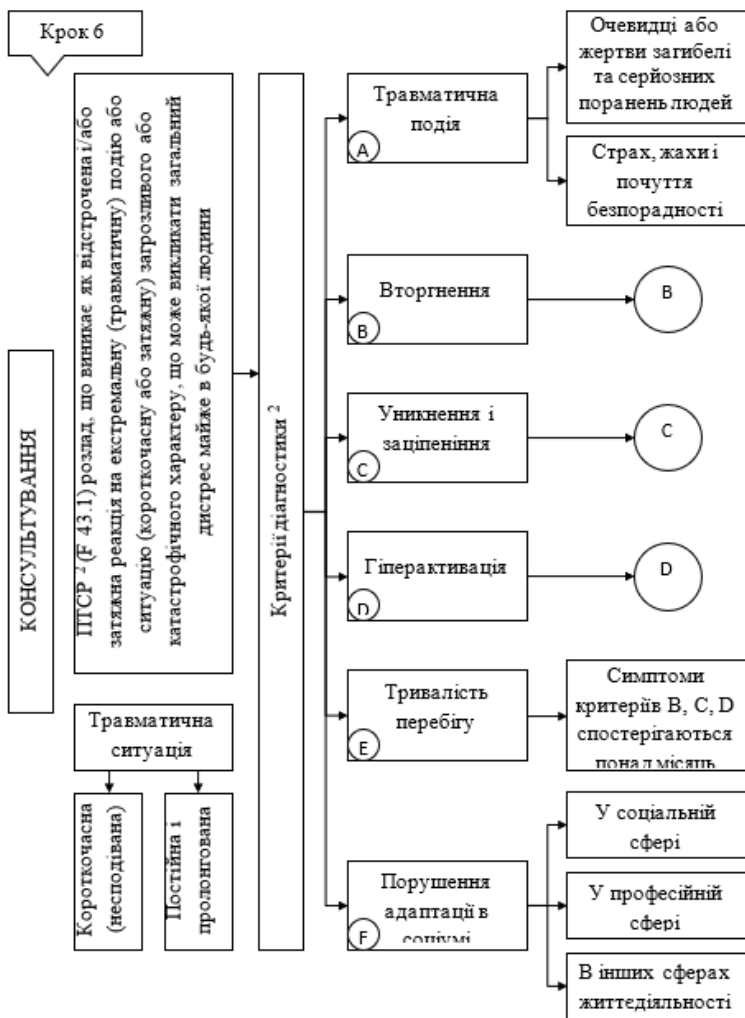 Крок 6
КОНСУЛЬТУВАННЯ
ПТСР ² (F 43.1) розлад, що виникає як відстрочена і/або
затяжна реакція на екстремальну (травматичну) подію або
ситуацію (короткочасну або затяжну) загрозливого або
катастрофічного характеру, що може викликати загальний
дистрес майже в будь-якої людини
Травматична
ситуація
Короткочасна
(несподівана)
Постійна і
пролонгована
Критерії діагностики ²
Травматична
подія
A
Очевидці або
жертви загибелі
та серйозних
поранень людей
Страх, жахи і
почуття
безпорадності
Вторгнення
B
B
Уникнення і
заціпеніння
C
C
Гіперактивація
D
D
Тривалість
перебігу
E
Симптоми
критеріїв B, C, D
спостерігаються
понад місяць
Порушення
адаптації в
соціумі
F
У соціальній
сфері
У професійній
сфері
В інших сферах
життєдіяльності